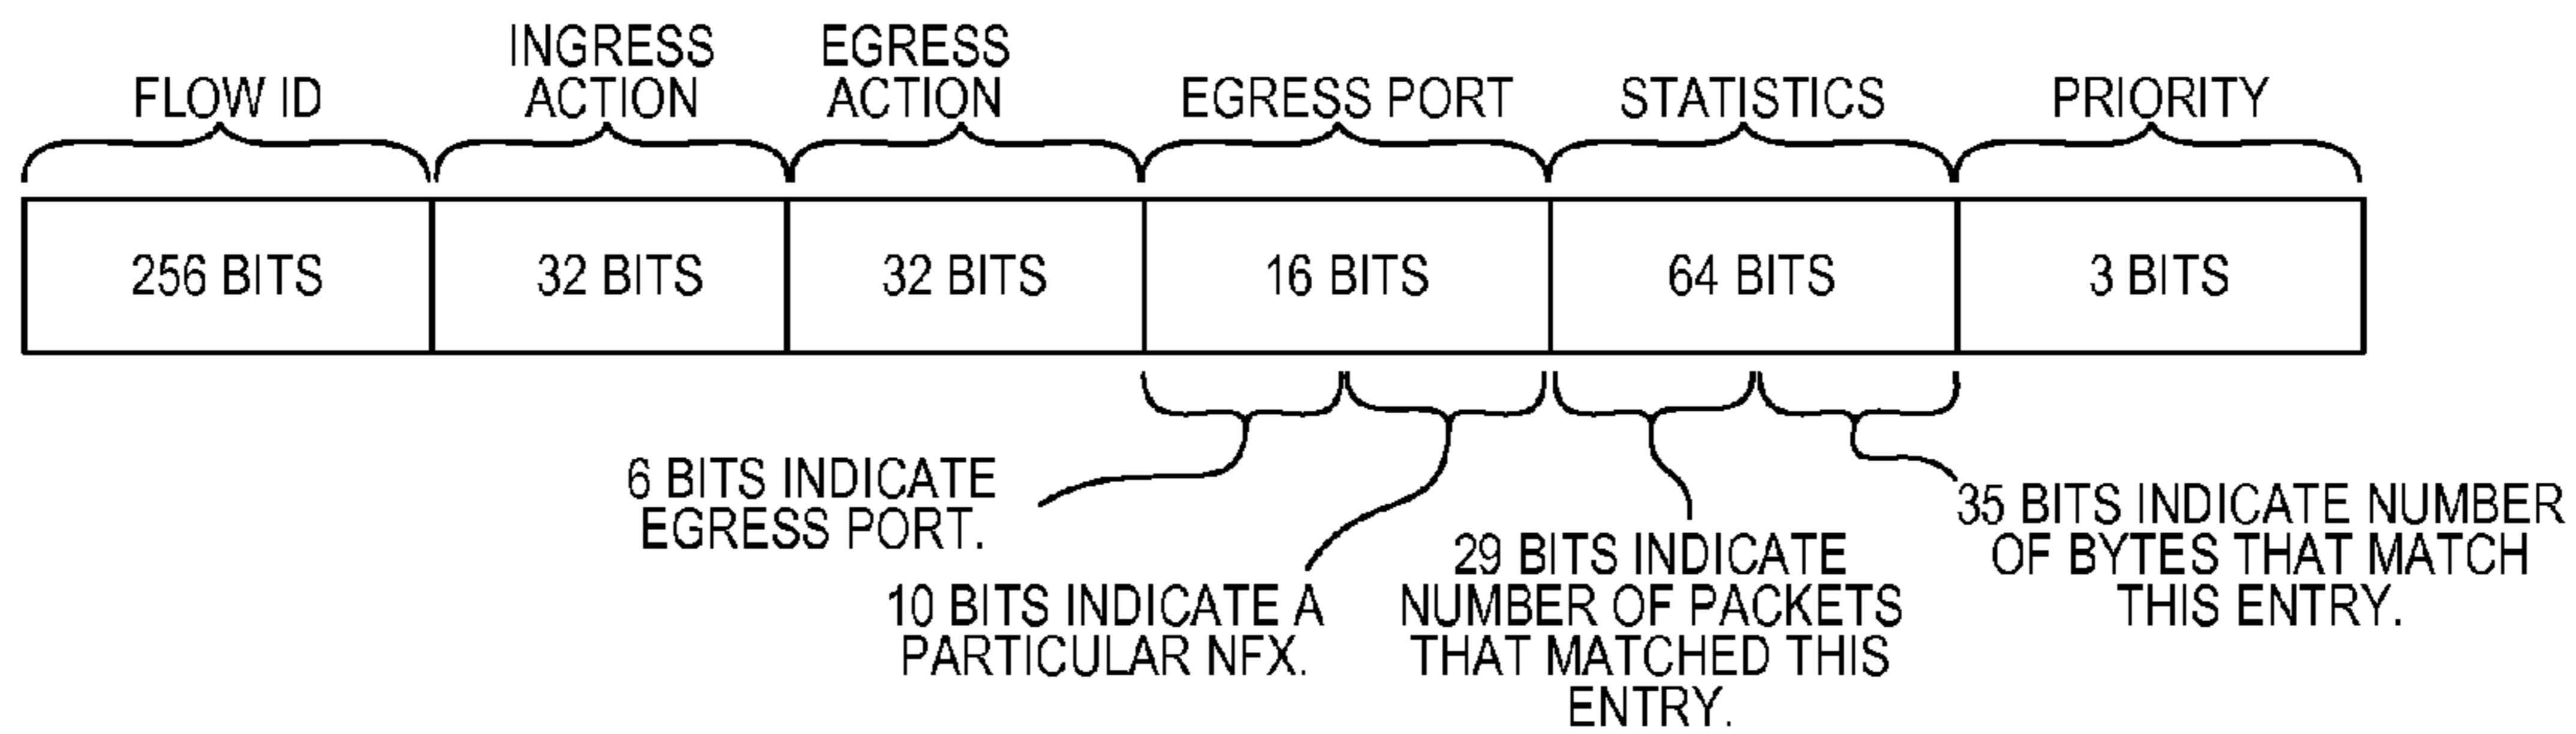 FLOW ID
INGRESS
ACTION
EGRESS
ACTION
EGRESS PORT
STATISTICS
PRIORITY
256 BITS
32 BITS
32 BITS
16 BITS
64 BITS
3 BITS
6 BITS INDICATE
EGRESS PORT.
10 BITS INDICATE A
PARTICULAR NFX.
29 BITS INDICATE
NUMBER OF PACKETS
THAT MATCHED THIS
ENTRY.
35 BITS INDICATE NUMBER
OF BYTES THAT MATCH
THIS ENTRY.